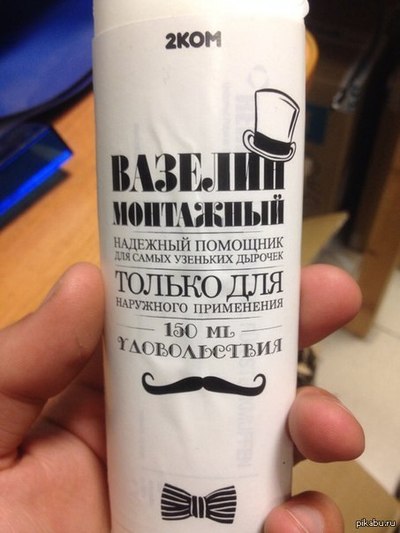 2КОМ
ВАЗЕЛИН
МОНТАЖНЫЙ
НАДЕЖНЫЙ ПОМОЩНИК
ДЛЯ САМЫХ УЗЕНЬКИХ ДЫРОЧЕК
ТОЛЬКО ДЛЯ
НАРУЖНОГО ПРИМЕНЕНИЯ
150 ML
УДОВОЛЬСТВИЯ
pikabu.ru